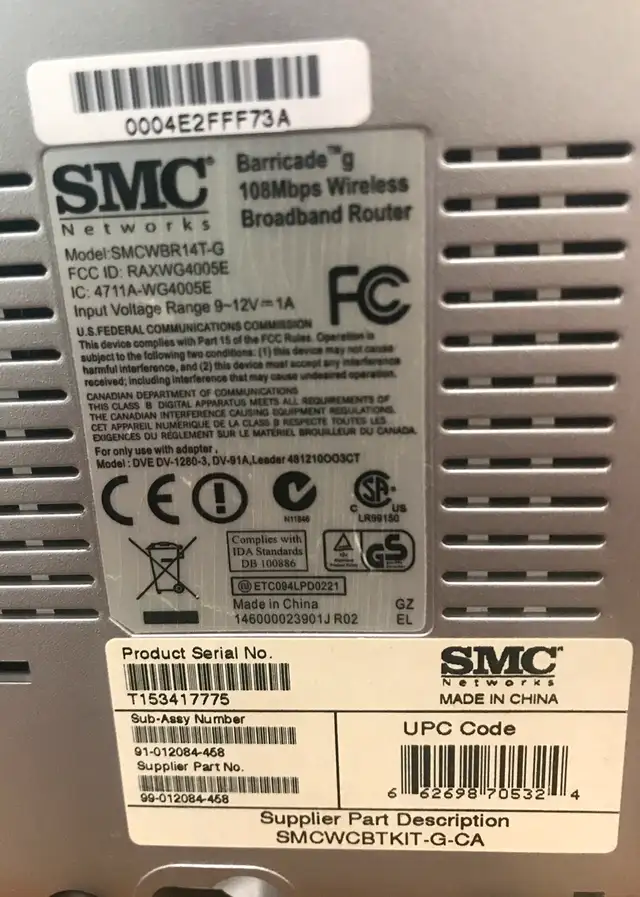 0004E2FFF73A
SMC®
Networks
Barricade™g
108Mbps Wireless
Broadband Router
Model:SMCWBR14T-G
FCC ID: RAXWG4005E
IC: 4711A-WG4005E
Input Voltage Range 9~12V⎓1A
FC
U.S.FEDERAL COMMUNICATIONS COMMISSION
This device complies with Part 15 of the FCC Rules. Operation is
subject to the following two conditions: (1) this device may not cause
harmful interference, and (2) this device must accept any interference
received; including interference that may cause undesired operation.
CANADIAN DEPARTMENT OF COMMUNICATIONS
THIS CLASS B DIGITAL APPARATUS MEETS ALL REQUIREMENTS OF
THE CANADIAN INTERFERENCE CAUSING EQUIPMENT REGULATIONS.
CET APPAREIL NUMERIQUE DE LA CLASS B RESPECTE TOUTES LES
EXIGENCES DU RÉGLEMENT SUR LE MATÉRIEL BROUILLEUR DU CANADA.
For only use with adapter,
Model : DVE DV-1280-3, DV-91A,Leader 481210OO3CT
CE
N11846
C US
LR99150
Complies with
IDA Standards
DB 100886
GS
ETC094LPD0221
Made in China GZ
146000023901J R02 EL
Product Serial No.
T153417775
SMC®
Networks
MADE IN CHINA
Sub-Assy Number
91-012084-458
Supplier Part No.
99-012084-458
UPC Code
6 62698 70532 4
Supplier Part Description
SMCWCBTKIT-G-CA